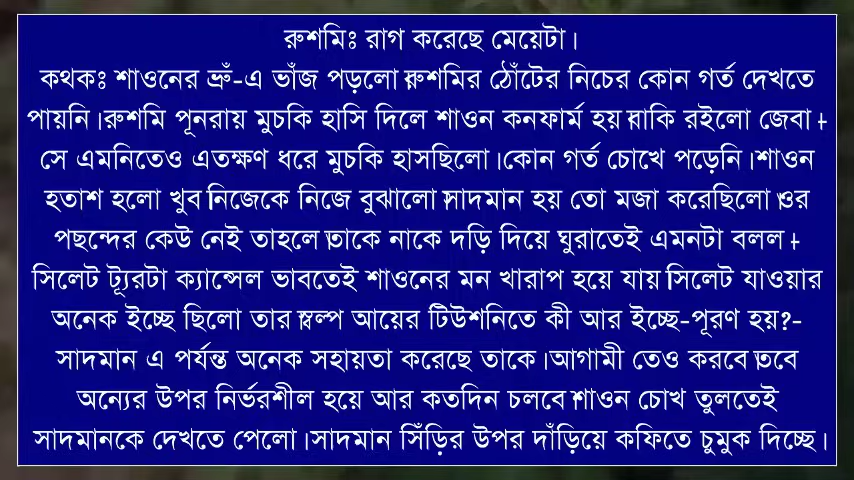 রুশমিঃ রাগ করেছে মেয়েটা।
কথকঃ শাওনের ভ্রুঁ-এ ভাঁজ পড়লো।রুশমির ঠোঁটের নিচের কোন গর্ত দেখতে
পায়নি।রুশমি পূনরায় মুচকি হাসি দিলে শাওন কনফার্ম হয়।বাকি রইলো জেবা।
সে এমনিতেও এতক্ষণ ধরে মুচকি হাসছিলো।কোন গর্ত চোখে পড়েনি।শাওন
হতাশ হলো খুব।নিজেকে নিজে বুঝালো।সাদমান হয় তো মজা করেছিলো।ওর
পছন্দের কেউ নেই তাহলে।তাকে নাকে দড়ি দিয়ে ঘুরাতেই এমনটা বলল।
সিলেট ট্যূরটা ক্যান্সেল ভাবতেই শাওনের মন খারাপ হয়ে যায়।সিলেট যাওয়ার
অনেক ইচ্ছে ছিলো তার।স্বল্প আয়ের টিউশনিতে কী আর ইচ্ছে-পূরণ হয়?-
সাদমান এ পর্যন্ত অনেক সহায়তা করেছে তাকে।আগামী তেও করবে।তবে
অন্যের উপর নির্ভরশীল হয়ে আর কতদিন চলবে।শাওন চোখ তুলতেই
সাদমানকে দেখতে পেলো।সাদমান সিঁড়ির উপর দাঁড়িয়ে কফিতে চুমুক দিচ্ছে।